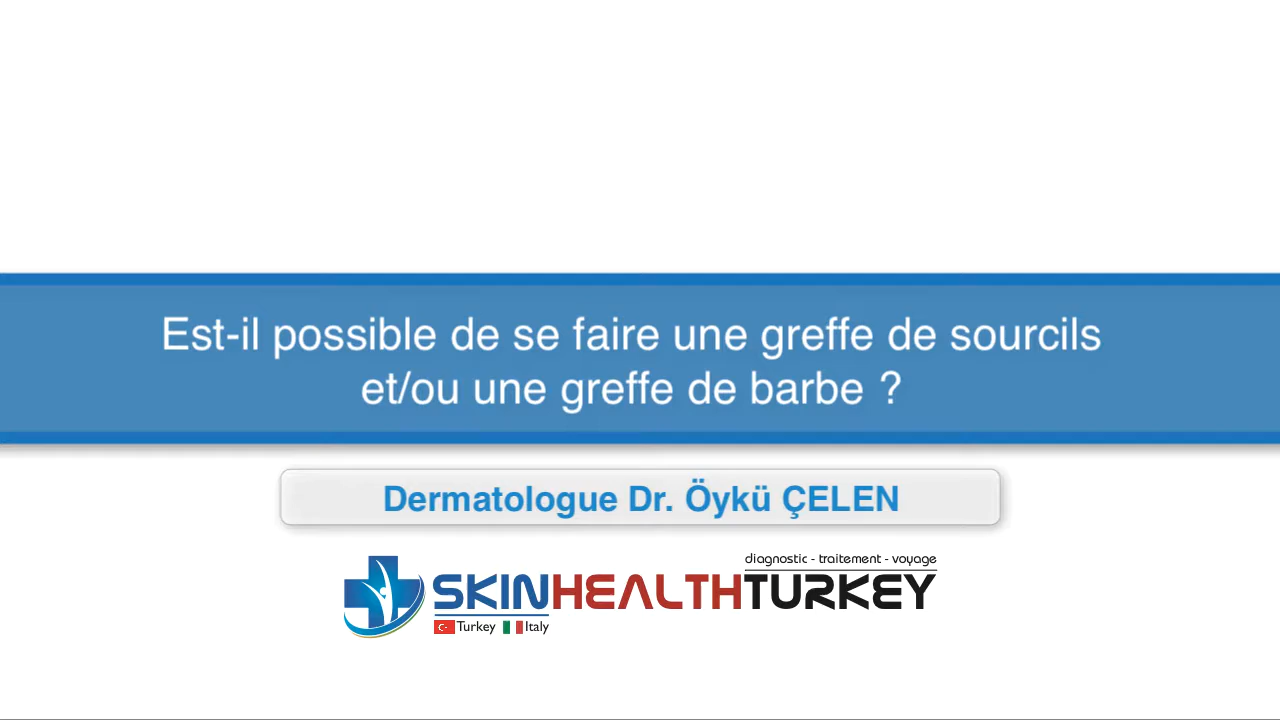 Est-il possible de se faire une greffe de sourcils
et/ou une greffe de barbe ?
Dermatologue Dr. Öykü ÇELEN
diagnostic - traitement - voyage
SKINHEALTHTURKEY
Turkey Italy